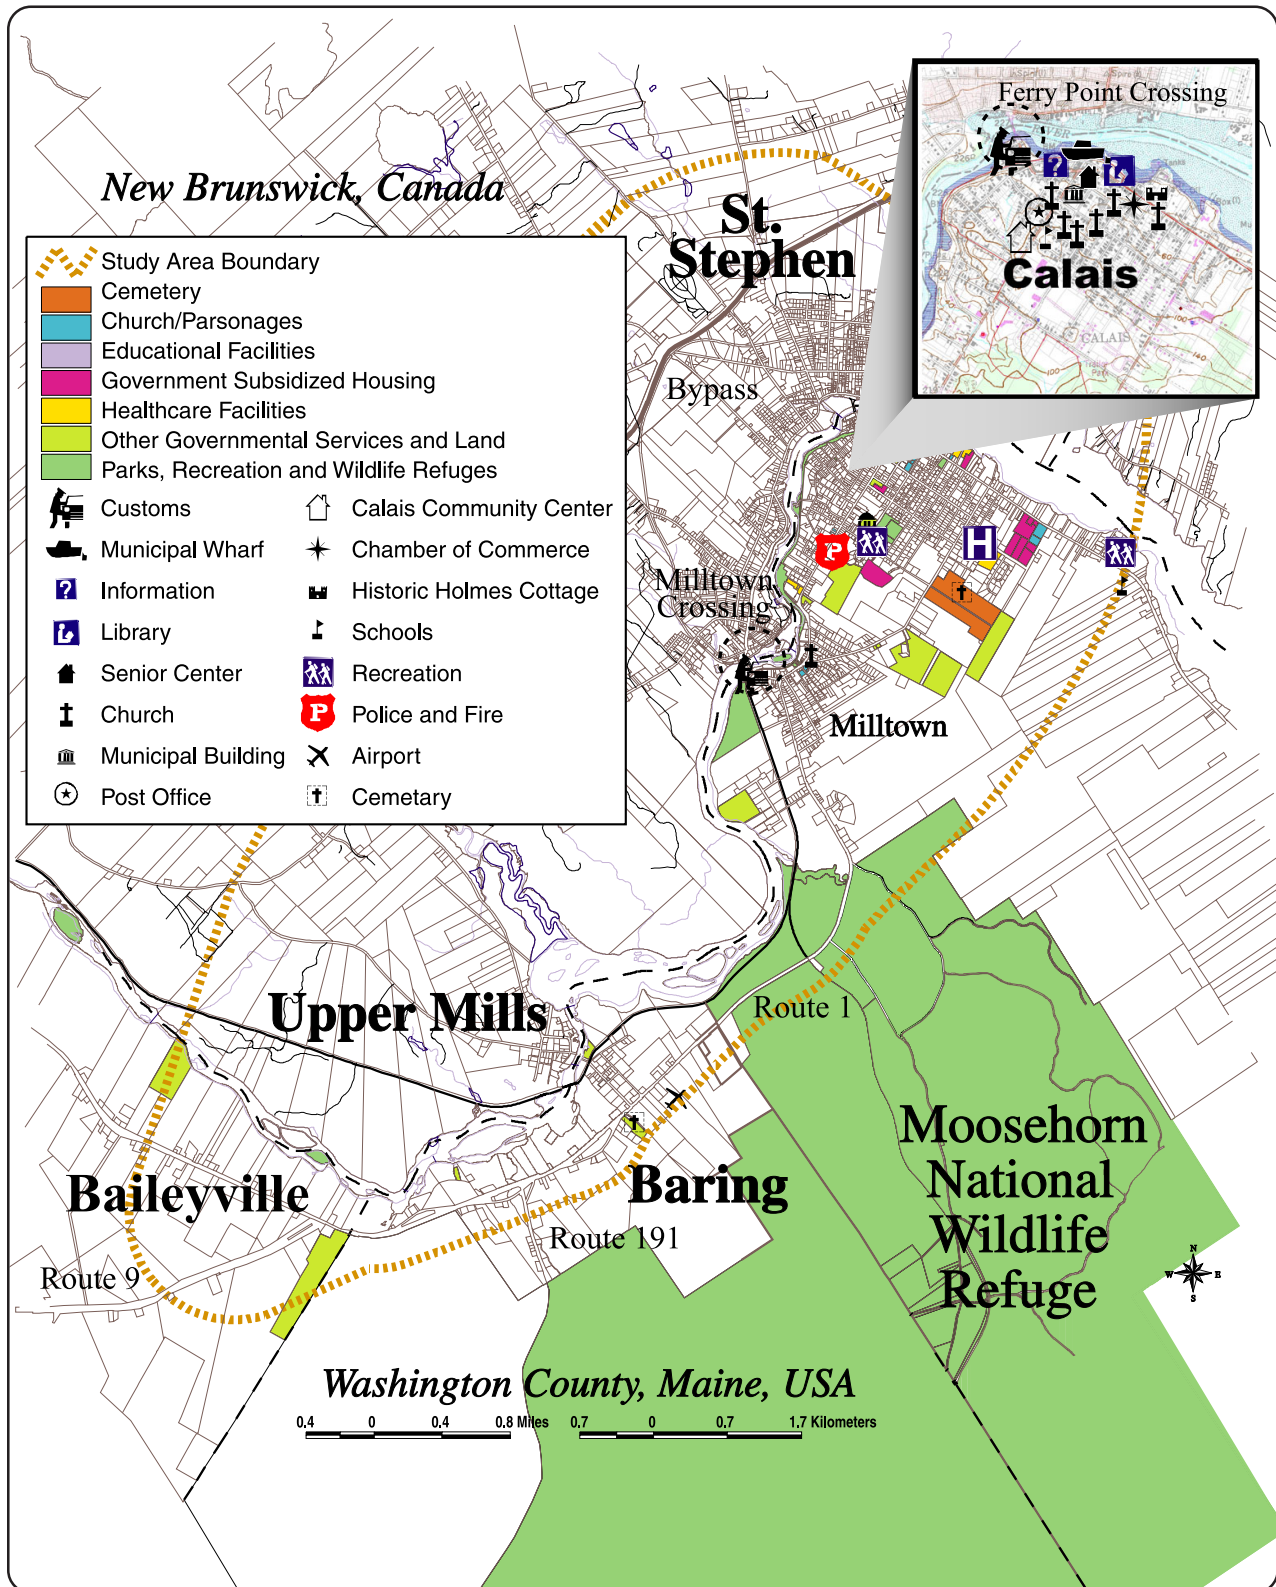 New Brunswick, Canada
St.
Stephen
Ferry Point Crossing
RIVER
Calais
CALAIS
Study Area Boundary
Cemetery
Church/Parsonages
Educational Facilities
Government Subsidized Housing
Healthcare Facilities
Other Governmental Services and Land
Parks, Recreation and Wildlife Refuges
Customs
Calais Community Center
Municipal Wharf
Chamber of Commerce
? Information
Historic Holmes Cottage
Library
Schools
Senior Center
Recreation
Church
P Police and Fire
Municipal Building
Airport
Post Office
Cemetary
Bypass
H
P
Milltown
Crossing
Milltown
Route 1
Upper Mills
Moosehorn
National
Wildlife
Refuge
Baileyville
Baring
Route 191
Route 9
N
W E
S
Washington County, Maine, USA
0.4 0 0.4 0.8 Miles 0.7 0 0.7 1.7 Kilometers